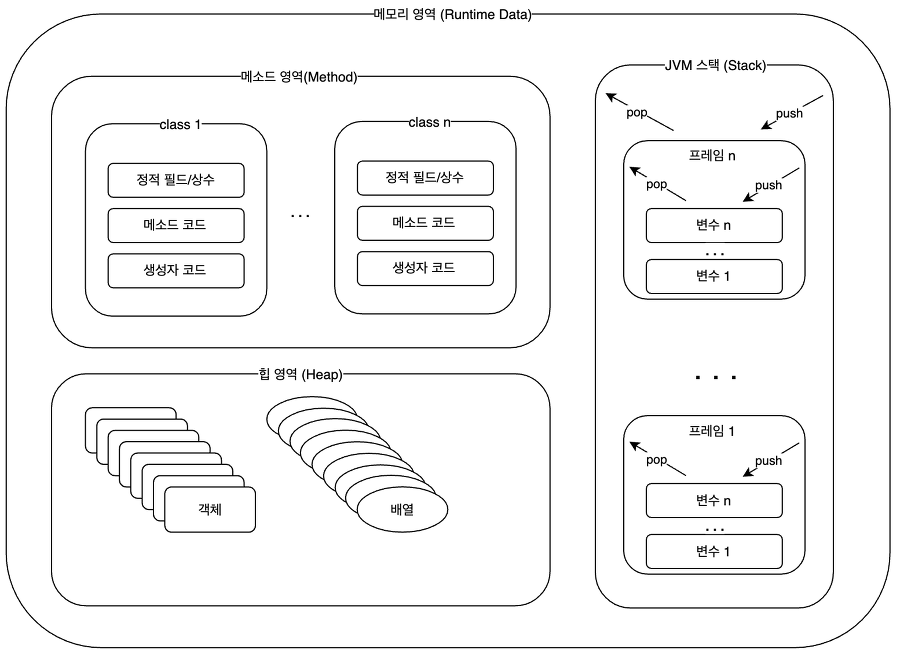 메모리 영역 (Runtime Data)
메소드 영역(Method)
class 1
정적 필드/상수
메소드 코드
생성자 코드
...
class n
정적 필드/상수
메소드 코드
생성자 코드
힙 영역 (Heap)
객체
배열
JVM 스택 (Stack)
pop
push
프레임 n
pop
push
변수 n
...
변수 1
. . .
프레임 1
pop
push
변수 n
...
변수 1